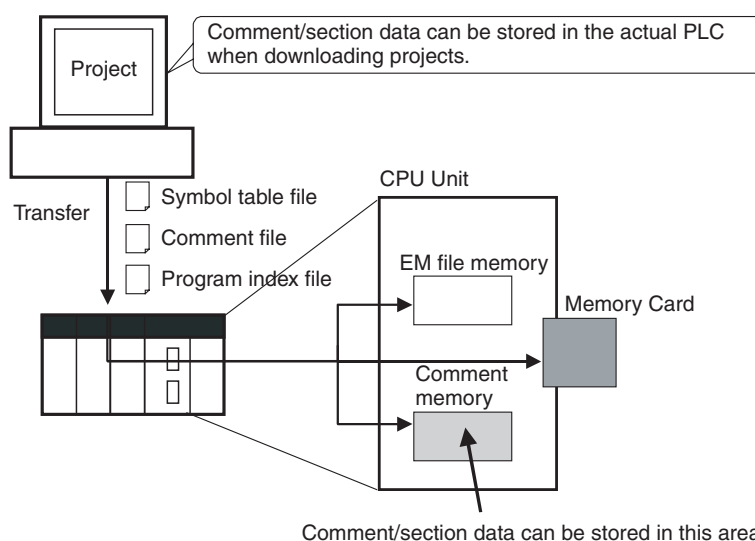 Comment/section data can be stored in the actual PLC
when downloading projects.
Project
CPU Unit
Transfer
Symbol table file
Comment file
Program index file
EM file memory
Memory Card
Comment
memory
Comment/section data can be stored in this area